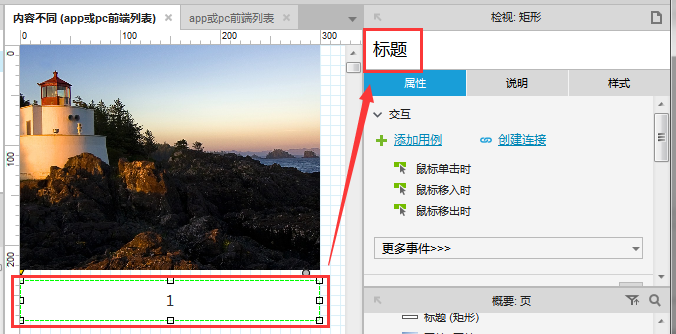 内容不同 (app或pc前端列表)
app或pc前端列表
0 100 200 300
0
100
200
1
检视: 矩形
标题
属性 说明 样式
交互
添加用例 创建连接
鼠标单击时
鼠标移入时
鼠标移出时
更多事件>>>
概要: 页
标题 (矩形)